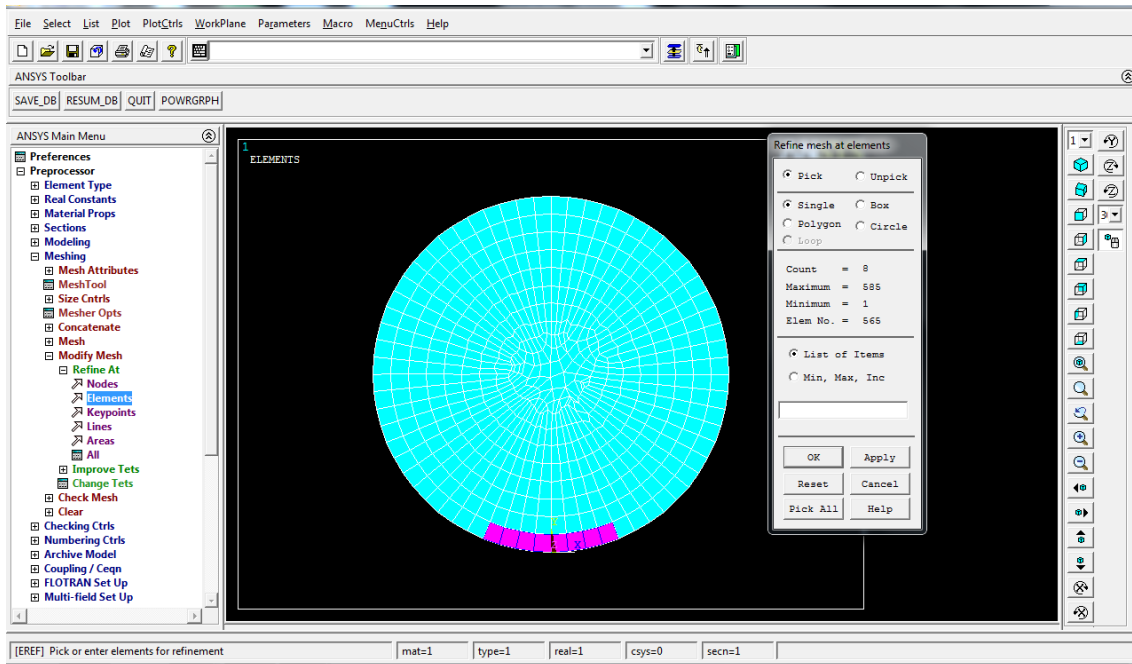 File Select List Plot PlotCtrls WorkPlane Parameters Macro MenuCtrls Help
ANSYS Toolbar
SAVE_DB RESUM_DB QUIT POWRGRPH
ANSYS Main Menu
Preferences
Preprocessor
Element Type
Real Constants
Material Props
Sections
Modeling
Meshing
Mesh Attributes
MeshTool
Size Cntrls
Mesher Opts
Concatenate
Mesh
Modify Mesh
Refine At
Nodes
Elements
Keypoints
Lines
Areas
All
Improve Tets
Change Tets
Check Mesh
Clear
Checking Ctrls
Numbering Ctrls
Archive Model
Coupling / Ceqn
FLOTRAN Set Up
Multi-field Set Up
1
ELEMENTS
Y
X
Refine mesh at elements
Pick Unpick
Single Box
Polygon Circle
Loop
Count = 8
Maximum = 585
Minimum = 1
Elem No. = 565
List of Items
Min, Max, Inc
OK Apply
Reset Cancel
Pick All Help
1
[EREF] Pick or enter elements for refinement mat=1 type=1 real=1 csys=0 secn=1